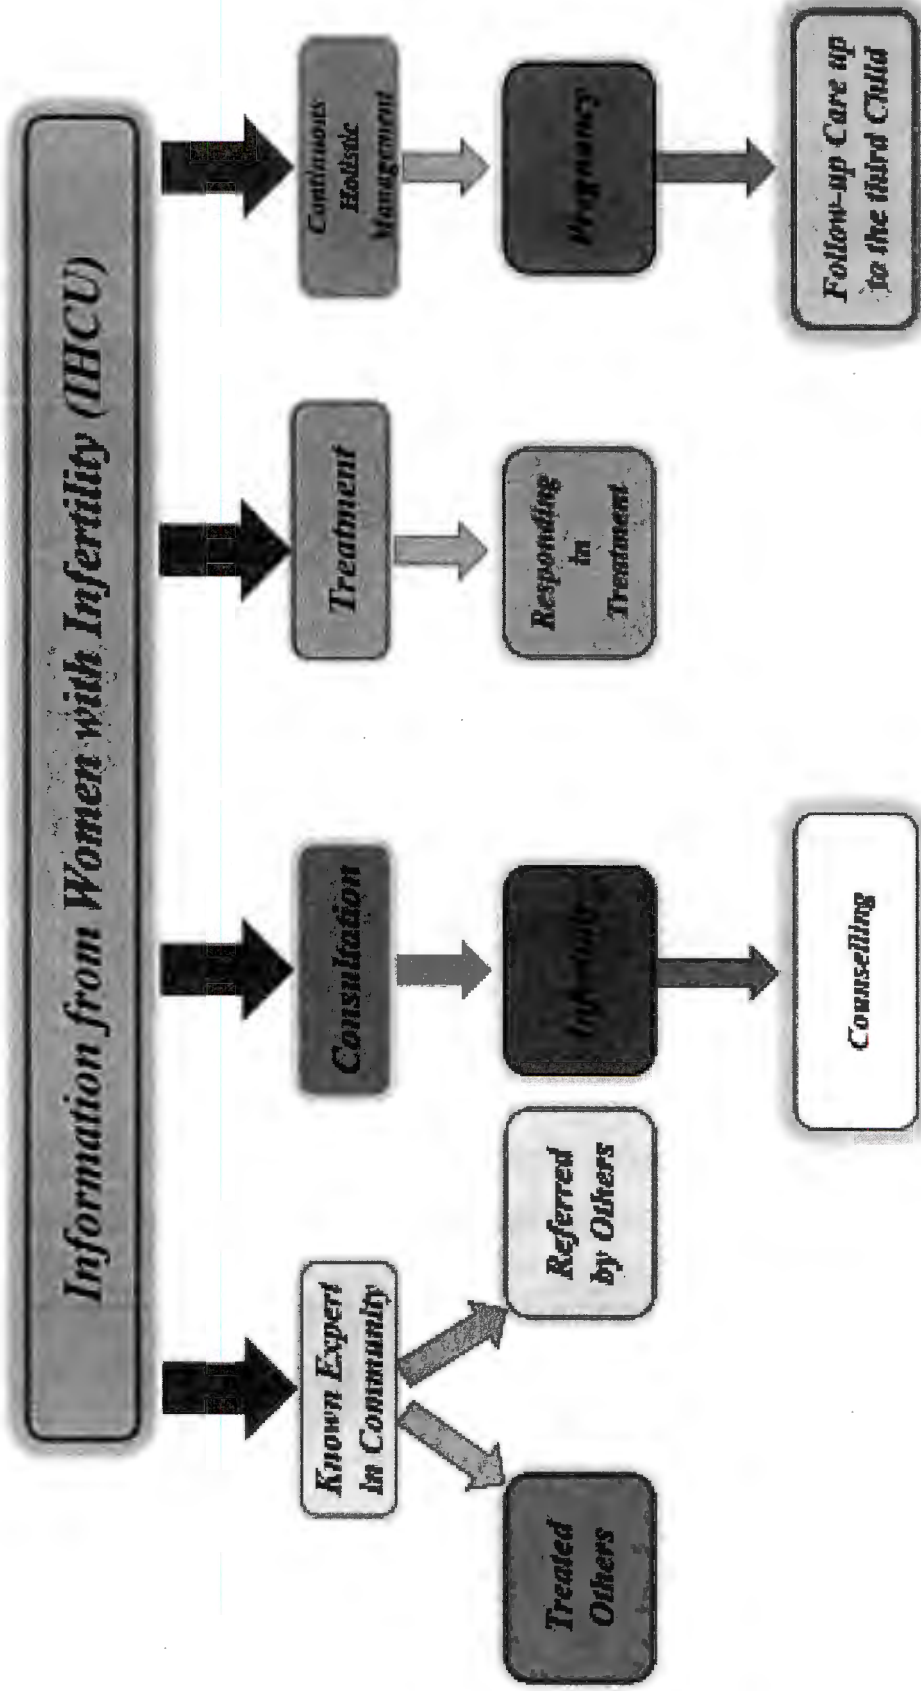 Information from Women with Infertility (IHCU)
Known Expert
in Community
Treated
Others
Referred
by Others
Consultation
Counselling
Treatment
Responding
in
Treatment
Continuous
Holistic
Management
Pregnancy
Follow-up Care up
to the third Child